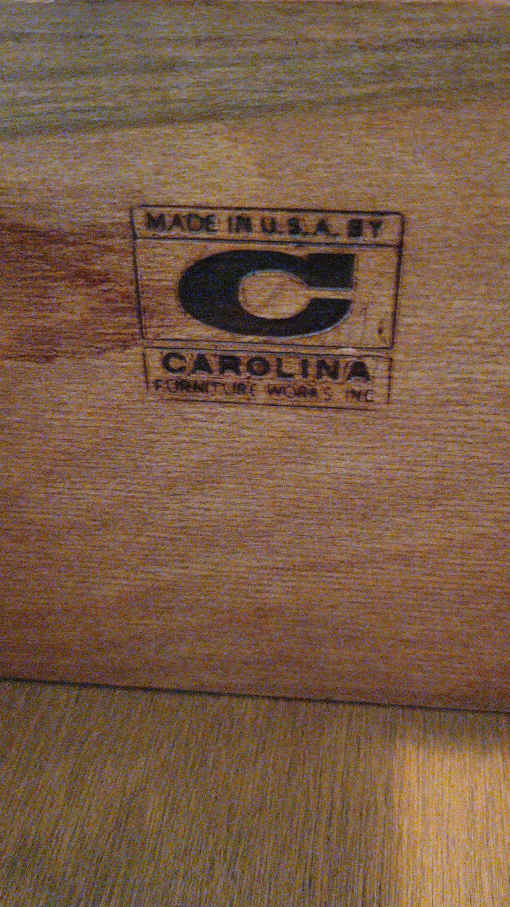 MADE IN U.S.A. BY
C
CAROLINA
FURNITURE WORKS INC